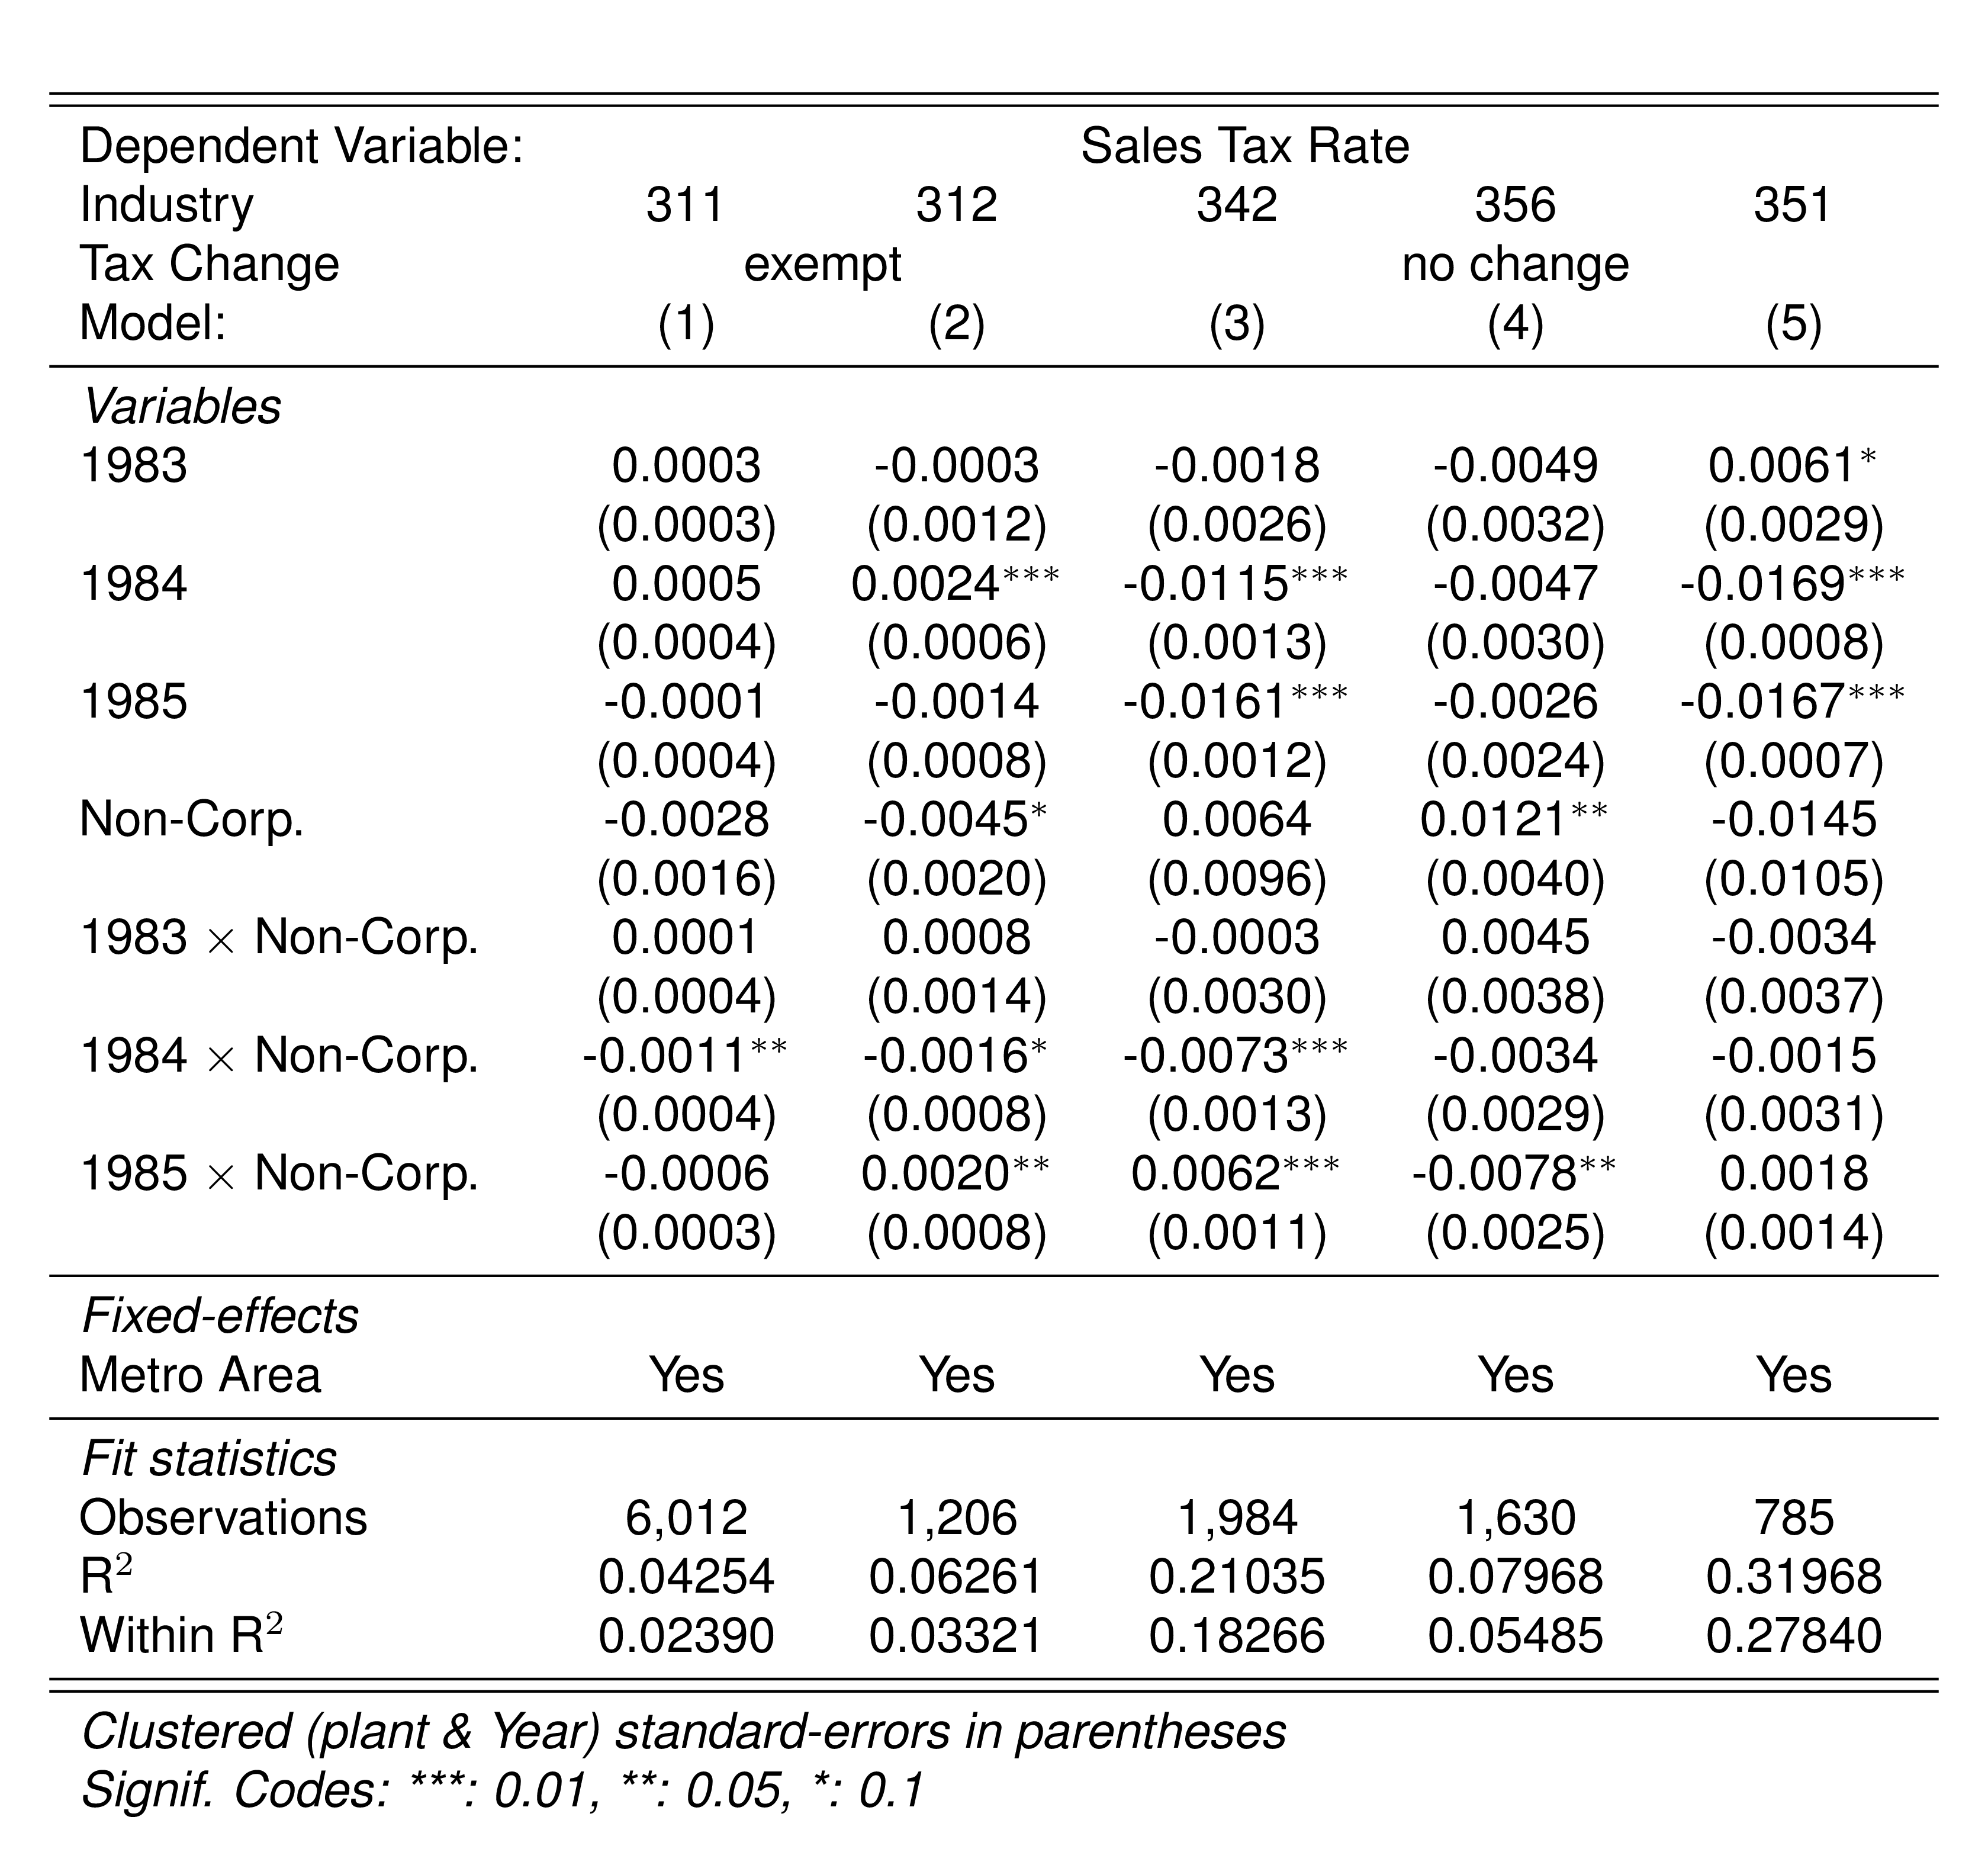 Dependent Variable: Sales Tax Rate
Industry 311 312 342 356 351
Tax Change exempt no change
Model: (1) (2) (3) (4) (5)
Variables
1983 0.0003 -0.0003 -0.0018 -0.0049 0.0061*
(0.0003) (0.0012) (0.0026) (0.0032) (0.0029)
1984 0.0005 0.0024*** -0.0115*** -0.0047 -0.0169***
(0.0004) (0.0006) (0.0013) (0.0030) (0.0008)
1985 -0.0001 -0.0014 -0.0161*** -0.0026 -0.0167***
(0.0004) (0.0008) (0.0012) (0.0024) (0.0007)
Non-Corp. -0.0028 -0.0045* 0.0064 0.0121** -0.0145
(0.0016) (0.0020) (0.0096) (0.0040) (0.0105)
1983 × Non-Corp. 0.0001 0.0008 -0.0003 0.0045 -0.0034
(0.0004) (0.0014) (0.0030) (0.0038) (0.0037)
1984 × Non-Corp. -0.0011** -0.0016* -0.0073*** -0.0034 -0.0015
(0.0004) (0.0008) (0.0013) (0.0029) (0.0031)
1985 × Non-Corp. -0.0006 0.0020** 0.0062*** -0.0078** 0.0018
(0.0003) (0.0008) (0.0011) (0.0025) (0.0014)
Fixed-effects
Metro Area Yes Yes Yes Yes Yes
Fit statistics
Observations 6,012 1,206 1,984 1,630 785
R² 0.04254 0.06261 0.21035 0.07968 0.31968
Within R² 0.02390 0.03321 0.18266 0.05485 0.27840
Clustered (plant & Year) standard-errors in parentheses
Signif. Codes: ***: 0.01, **: 0.05, *: 0.1